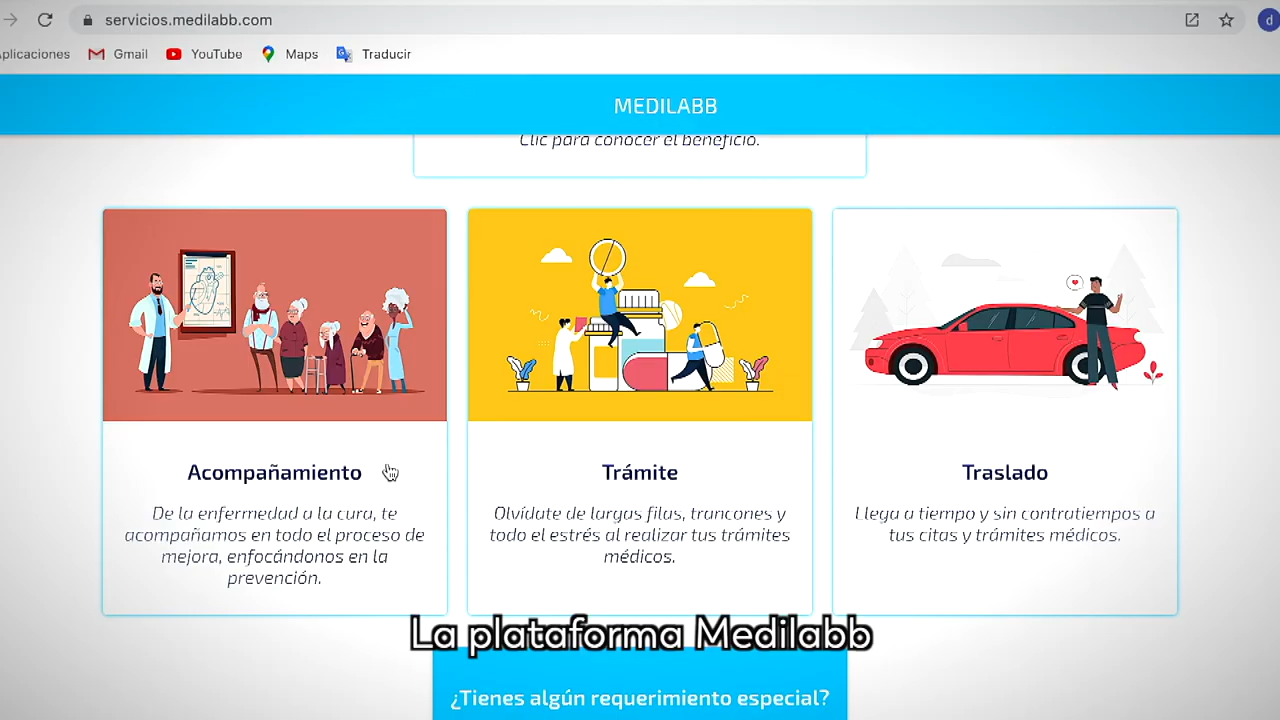 servicios.medilabb.com
d
plicaciones Gmail YouTube Maps Traducir
MEDILABB
Clic para conocer el beneficio.
Acompañamiento
De la enfermedad a la cura, te
acompañamos en todo el proceso de
mejora, enfocándonos en la
prevención.
Trámite
Olvídate de largas filas, trancones y
todo el estrés al realizar tus trámites
médicos.
Traslado
Llega a tiempo y sin contratiempos a
tus citas y trámites médicos.
La plataforma Medilabb
¿Tienes algún requerimiento especial?